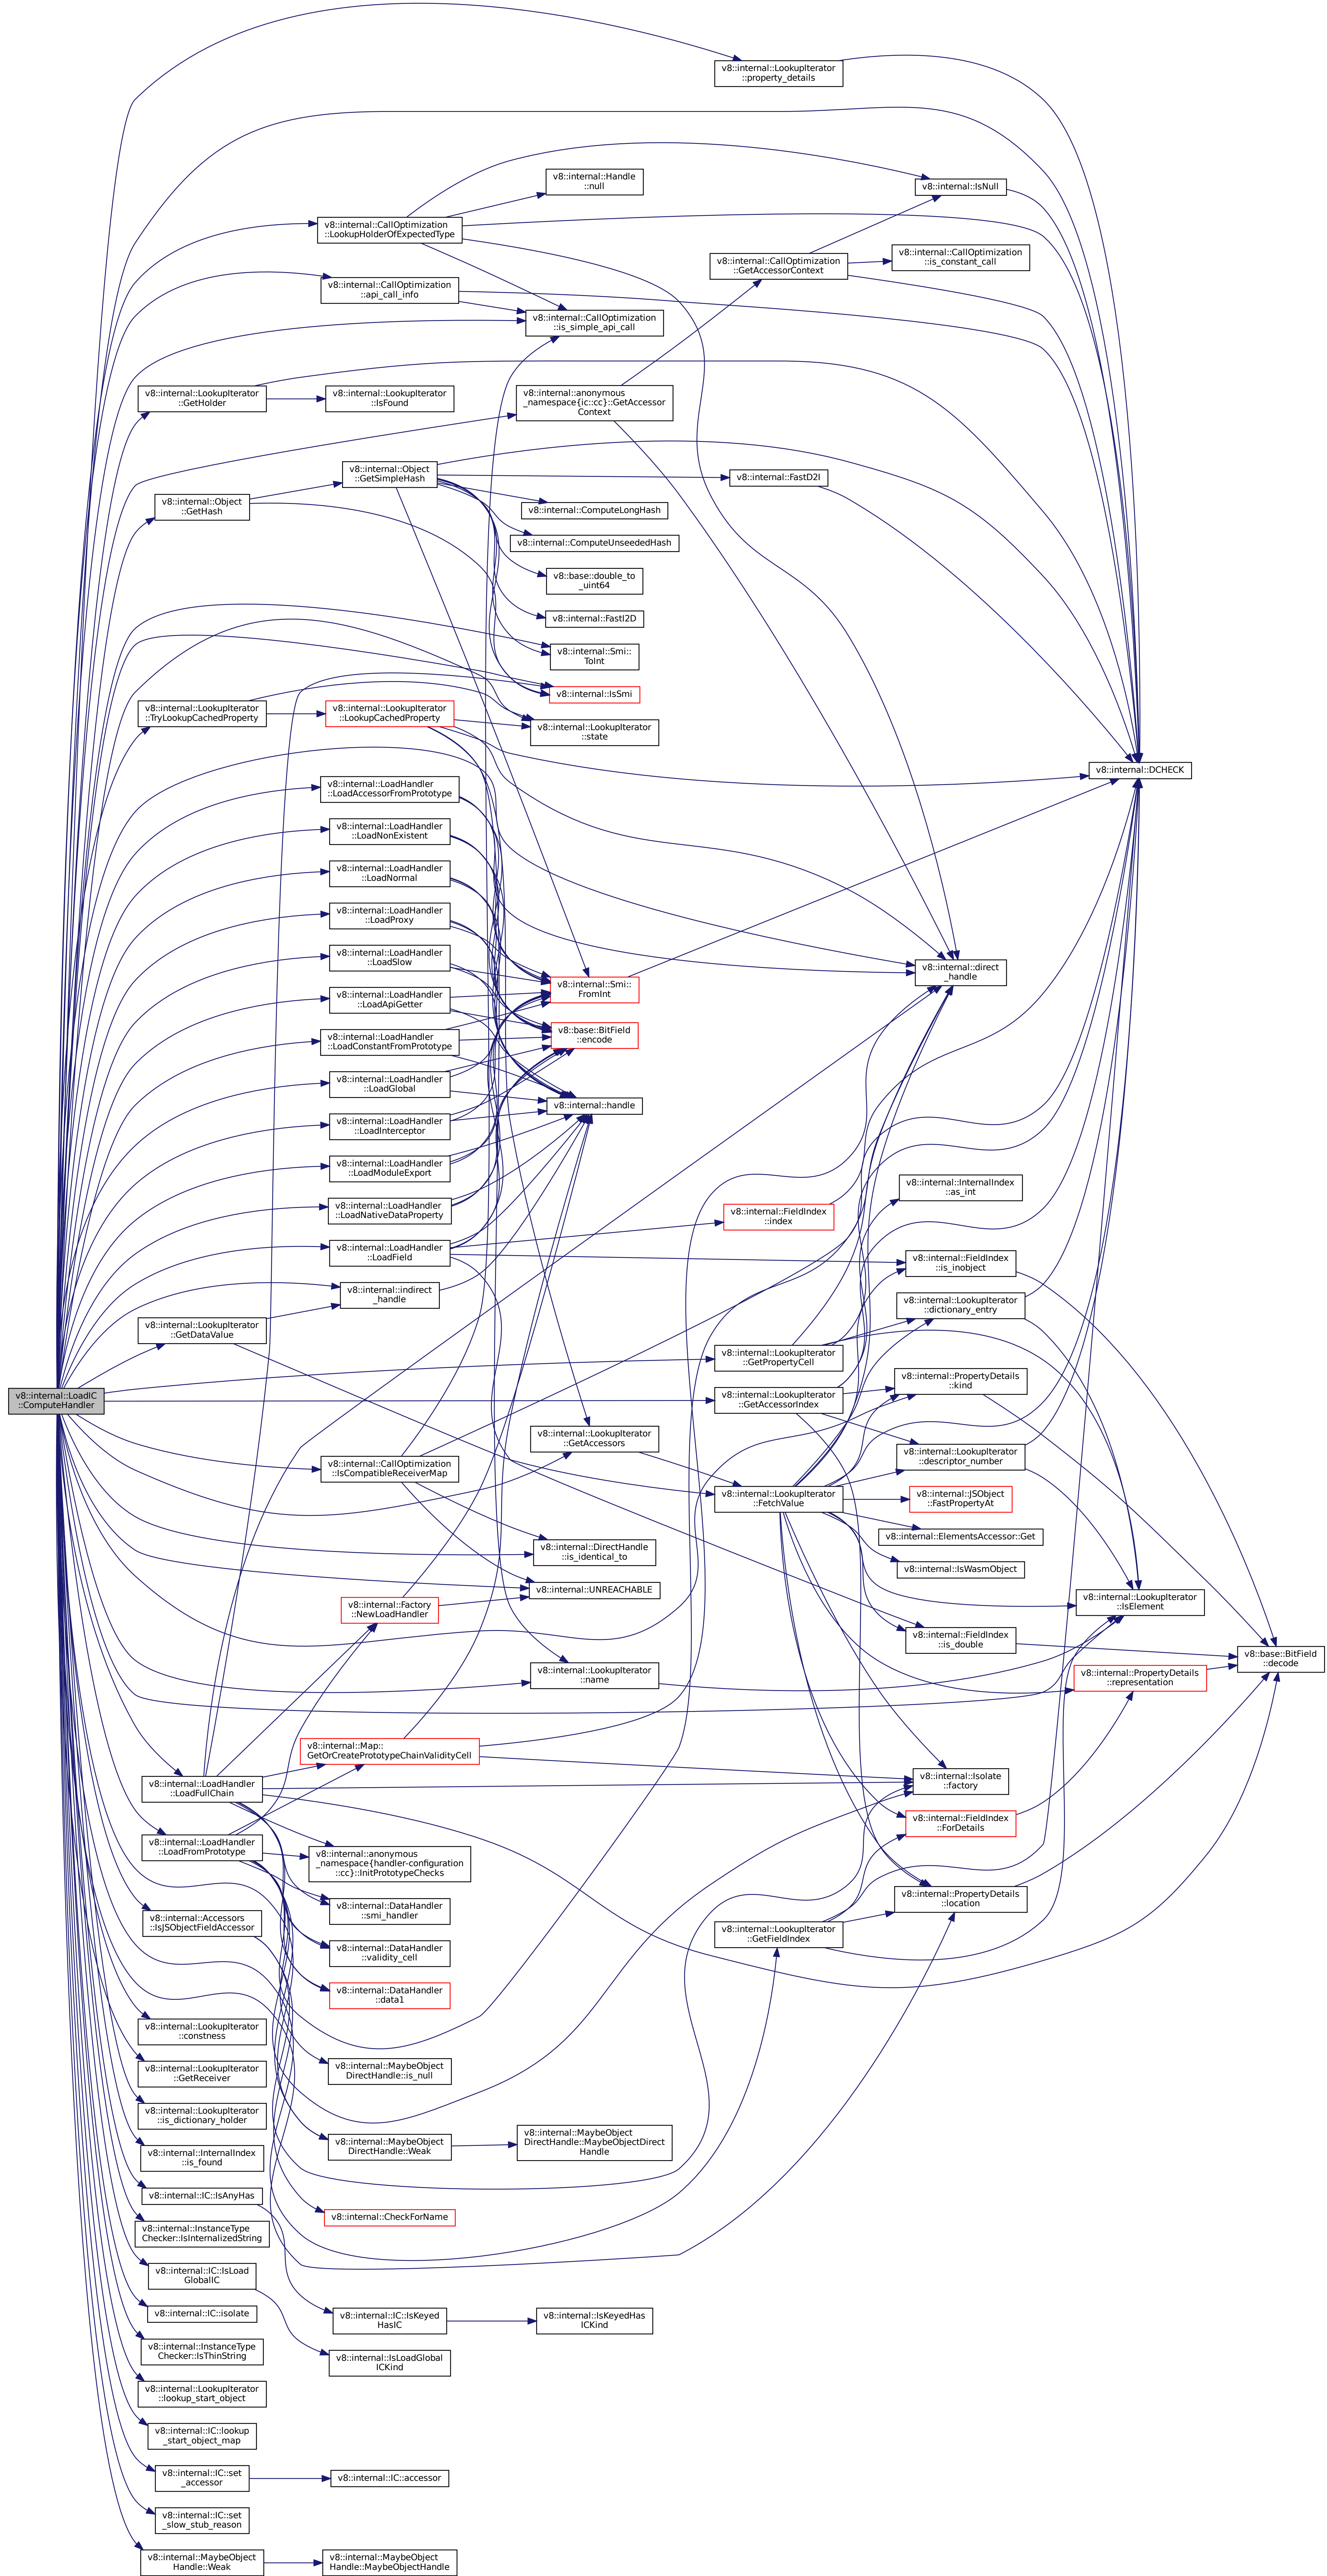 v8::internal::LookupIterator
::property_details
v8::internal::Handle
::null
v8::internal::IsNull
v8::internal::CallOptimization
::LookupHolderOfExpectedType
v8::internal::CallOptimization
::is_constant_call
v8::internal::CallOptimization
::GetAccessorContext
v8::internal::CallOptimization
::api_call_info
v8::internal::CallOptimization
::is_simple_api_call
v8::internal::LookupIterator
::GetHolder
v8::internal::LookupIterator
::IsFound
v8::internal::anonymous
_namespace{ic::cc}::GetAccessor
Context
v8::internal::Object
::GetSimpleHash
v8::internal::FastD2I
v8::internal::Object
::GetHash
v8::internal::ComputeLongHash
v8::internal::ComputeUnseededHash
v8::base::double_to
_uint64
v8::internal::FastI2D
v8::internal::Smi::
ToInt
v8::internal::IsSmi
v8::internal::LookupIterator
::TryLookupCachedProperty
v8::internal::LookupIterator
::LookupCachedProperty
v8::internal::LookupIterator
::state
v8::internal::DCHECK
v8::internal::LoadHandler
::LoadAccessorFromPrototype
v8::internal::LoadHandler
::LoadNonExistent
v8::internal::LoadHandler
::LoadNormal
v8::internal::LoadHandler
::LoadProxy
v8::internal::LoadHandler
::LoadSlow
v8::internal::direct
_handle
v8::internal::Smi::
FromInt
v8::internal::LoadHandler
::LoadApiGetter
v8::base::BitField
::encode
v8::internal::LoadHandler
::LoadConstantFromPrototype
v8::internal::LoadHandler
::LoadGlobal
v8::internal::handle
v8::internal::LoadHandler
::LoadInterceptor
v8::internal::LoadHandler
::LoadModuleExport
v8::internal::InternalIndex
::as_int
v8::internal::LoadHandler
::LoadNativeDataProperty
v8::internal::FieldIndex
::index
v8::internal::LoadHandler
::LoadField
v8::internal::FieldIndex
::is_inobject
v8::internal::indirect
_handle
v8::internal::LookupIterator
::dictionary_entry
v8::internal::LookupIterator
::GetDataValue
v8::internal::LookupIterator
::GetPropertyCell
v8::internal::PropertyDetails
::kind
v8::internal::LoadIC
::ComputeHandler
v8::internal::LookupIterator
::GetAccessorIndex
v8::internal::LookupIterator
::GetAccessors
v8::internal::LookupIterator
::descriptor_number
v8::internal::CallOptimization
::IsCompatibleReceiverMap
v8::internal::LookupIterator
::FetchValue
v8::internal::JSObject
::FastPropertyAt
v8::internal::ElementsAccessor::Get
v8::internal::DirectHandle
::is_identical_to
v8::internal::IsWasmObject
v8::internal::UNREACHABLE
v8::internal::Factory
::NewLoadHandler
v8::internal::LookupIterator
::IsElement
v8::internal::FieldIndex
::is_double
v8::base::BitField
::decode
v8::internal::LookupIterator
::name
v8::internal::PropertyDetails
::representation
v8::internal::Map::
GetOrCreatePrototypeChainValidityCell
v8::internal::Isolate
::factory
v8::internal::LoadHandler
::LoadFullChain
v8::internal::FieldIndex
::ForDetails
v8::internal::LoadHandler
::LoadFromPrototype
v8::internal::anonymous
_namespace{handler-configuration
::cc}::InitPrototypeChecks
v8::internal::PropertyDetails
::location
v8::internal::DataHandler
::smi_handler
v8::internal::Accessors
::IsJSObjectFieldAccessor
v8::internal::LookupIterator
::GetFieldIndex
v8::internal::DataHandler
::validity_cell
v8::internal::DataHandler
::data1
v8::internal::LookupIterator
::constness
v8::internal::LookupIterator
::GetReceiver
v8::internal::MaybeObject
DirectHandle::is_null
v8::internal::LookupIterator
::is_dictionary_holder
v8::internal::MaybeObject
DirectHandle::Weak
v8::internal::MaybeObject
DirectHandle::MaybeObjectDirect
Handle
v8::internal::InternalIndex
::is_found
v8::internal::IC::IsAnyHas
v8::internal::CheckForName
v8::internal::InstanceType
Checker::IsInternalizedString
v8::internal::IC::IsLoad
GlobalIC
v8::internal::IC::isolate
v8::internal::IC::IsKeyed
HasIC
v8::internal::IsKeyedHas
ICKind
v8::internal::InstanceType
Checker::IsThinString
v8::internal::IsLoadGlobal
ICKind
v8::internal::LookupIterator
::lookup_start_object
v8::internal::IC::lookup
_start_object_map
v8::internal::IC::set
_accessor
v8::internal::IC::accessor
v8::internal::IC::set
_slow_stub_reason
v8::internal::MaybeObject
Handle::Weak
v8::internal::MaybeObject
Handle::MaybeObjectHandle